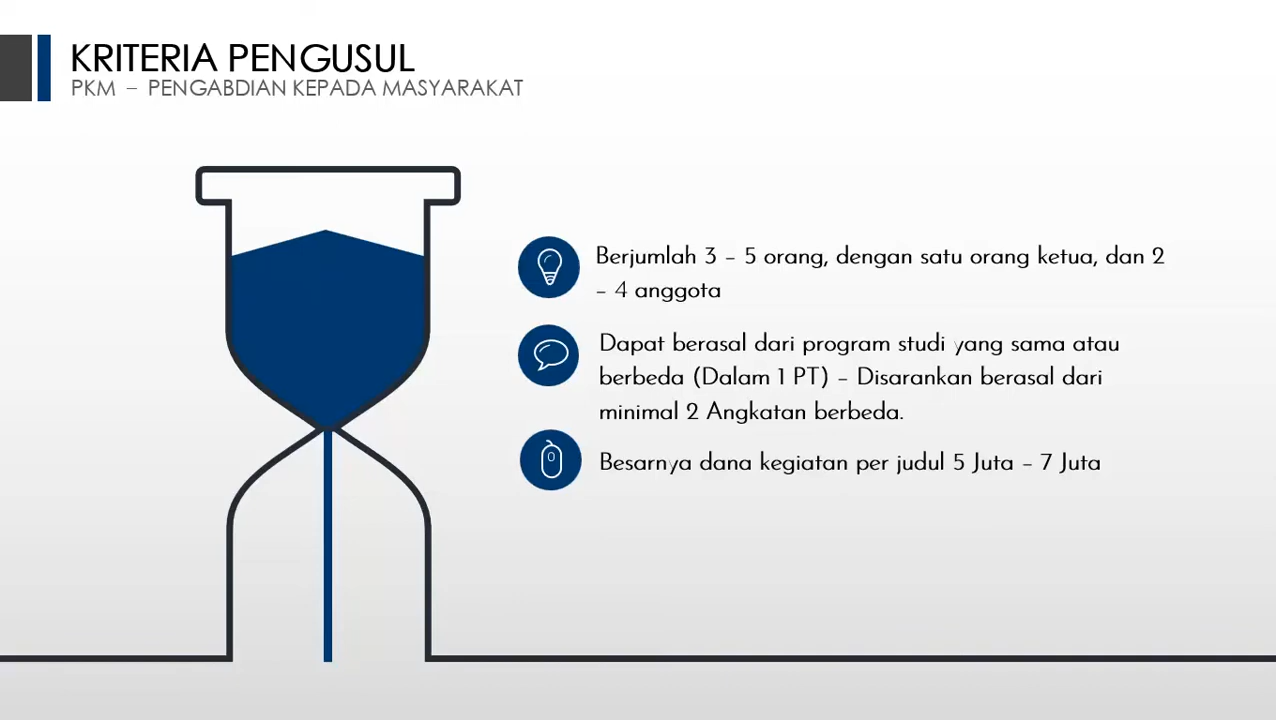 KRITERIA PENGUSUL
PKM – PENGABDIAN KEPADA MASYARAKAT
Berjumlah 3 – 5 orang, dengan satu orang ketua, dan 2
– 4 anggota
Dapat berasal dari program studi yang sama atau
berbeda (Dalam 1 PT) – Disarankan berasal dari
minimal 2 Angkatan berbeda.
Besarnya dana kegiatan per judul 5 Juta – 7 Juta